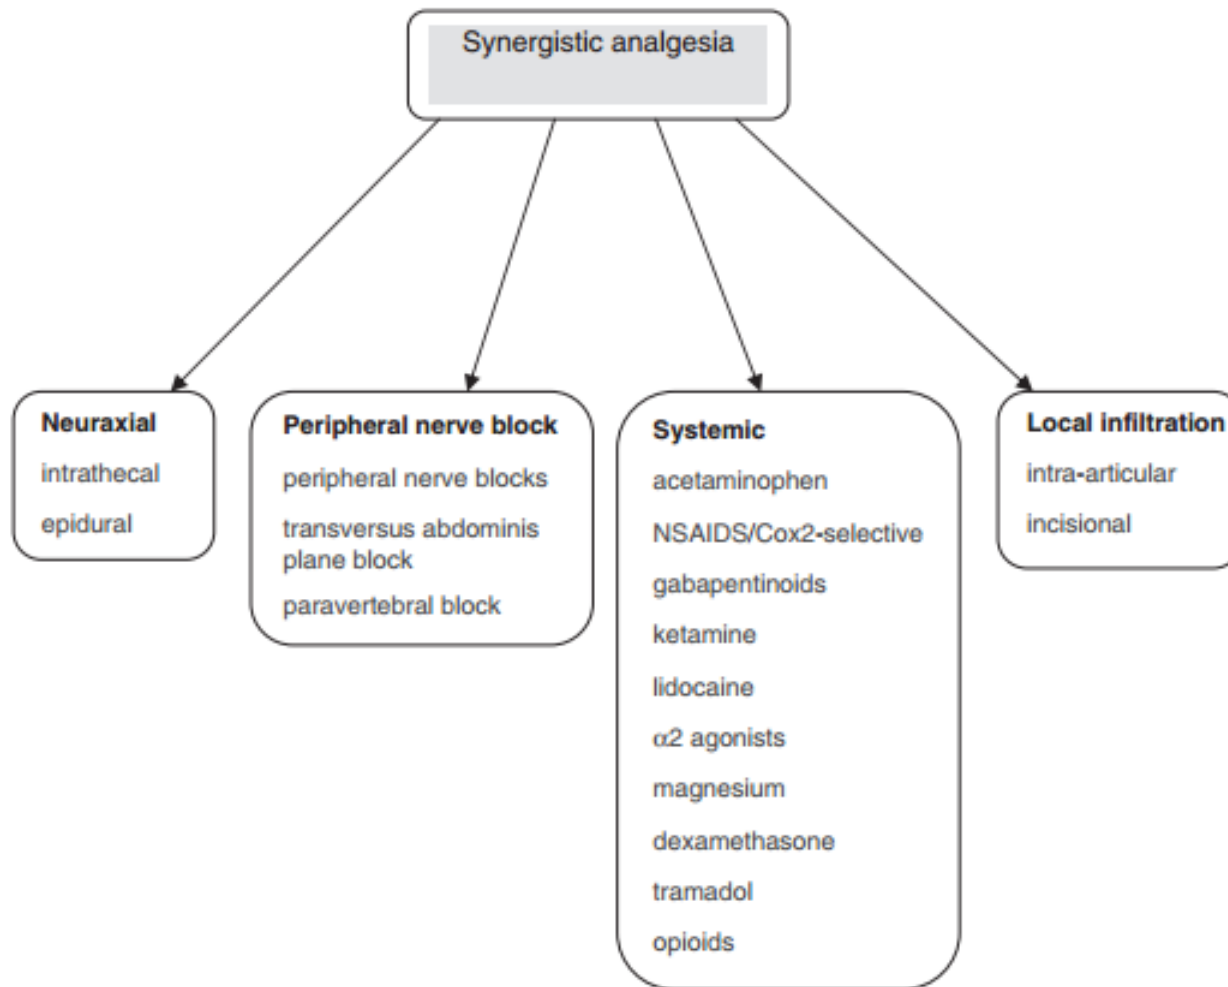 Synergistic analgesia
Neuraxial
intrathecal
epidural
Peripheral nerve block
peripheral nerve blocks
transversus abdominis
plane block
paravertebral block
Systemic
acetaminophen
NSAIDS/Cox2-selective
gabapentinoids
ketamine
lidocaine
α2 agonists
magnesium
dexamethasone
tramadol
opioids
Local infiltration
intra-articular
incisional